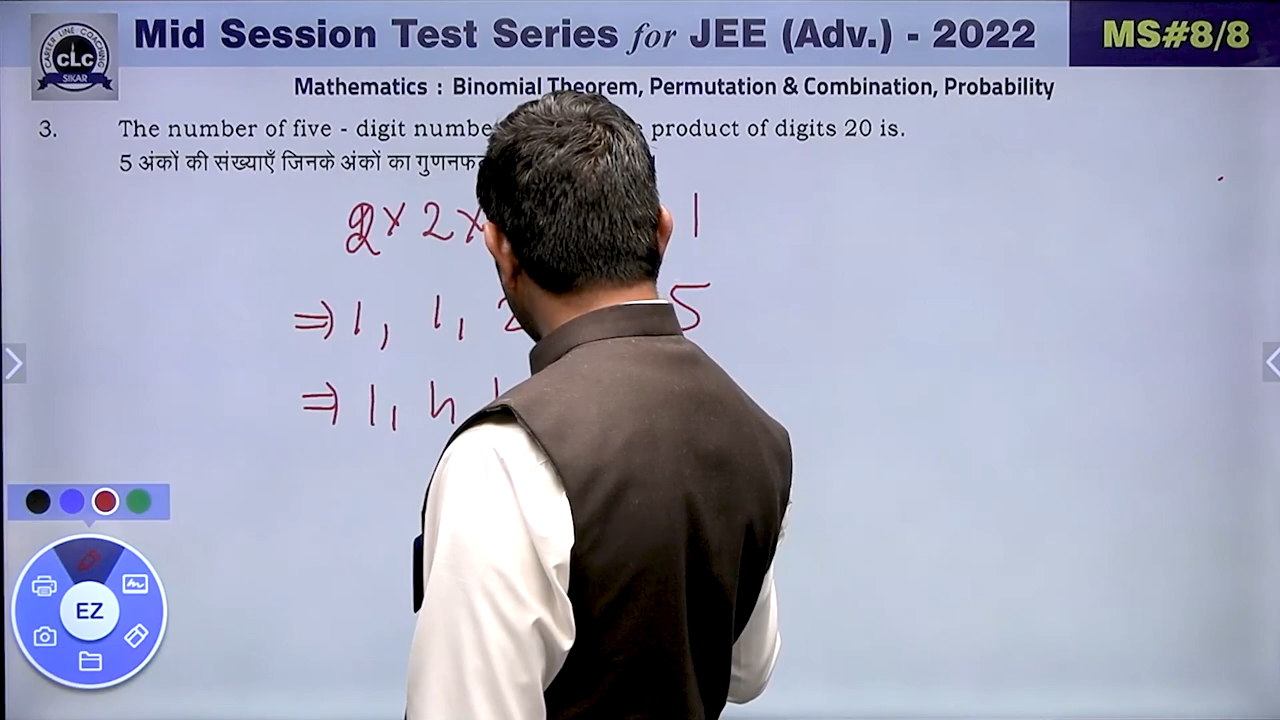 CAREER LINE COACHING
CLC
SIKAR
Mid Session Test Series for JEE (Adv.) - 2022
MS#8/8
Mathematics : Binomial Theorem, Permutation & Combination, Probability
3. The number of five - digit product of digits 20 is.
5 अंकों की संख्याएँ जिनके अंकों का
2 × 2 × 1
⇒ 1, 1, 2 5
⇒ 1, 4
EZ